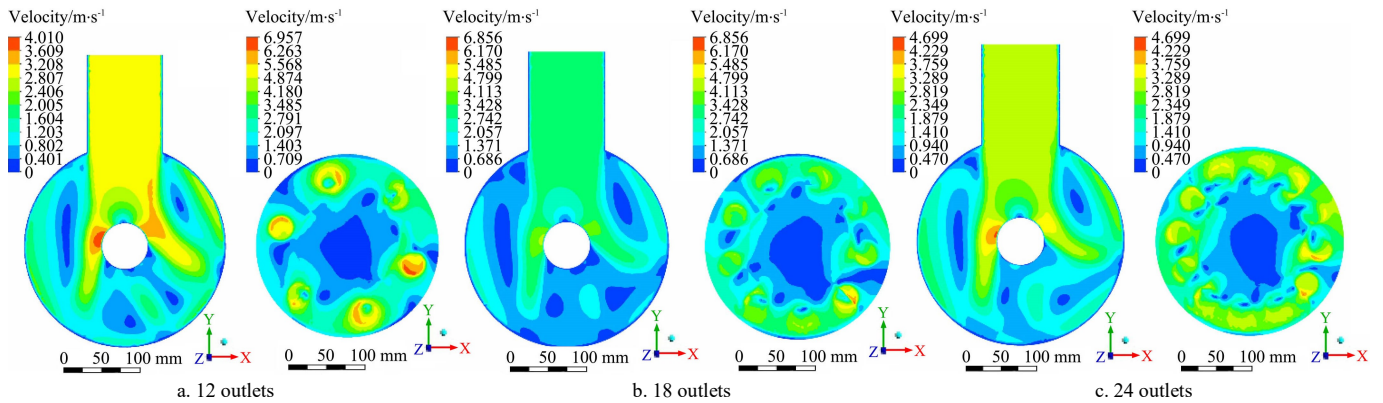 Velocity/m·s⁻¹
4.010
3.609
3.208
2.807
2.406
2.005
1.604
1.203
0.802
0.401
0
Y
Z
X
0 50 100 mm
Velocity/m·s⁻¹
6.957
6.263
5.568
4.874
4.180
3.485
2.791
2.097
1.403
0.709
0
Y
Z
X
0 50 100 mm
a. 12 outlets
Velocity/m·s⁻¹
6.856
6.170
5.485
4.799
4.113
3.428
2.742
2.057
1.371
0.686
0
Y
Z
X
0 50 100 mm
Velocity/m·s⁻¹
6.856
6.170
5.485
4.799
4.113
3.428
2.742
2.057
1.371
0.686
0
Y
Z
X
0 50 100 mm
b. 18 outlets
Velocity/m·s⁻¹
4.699
4.229
3.759
3.289
2.819
2.349
1.879
1.410
0.940
0.470
0
Y
Z
X
0 50 100 mm
Velocity/m·s⁻¹
4.699
4.229
3.759
3.289
2.819
2.349
1.879
1.410
0.940
0.470
0
Y
Z
X
0 50 100 mm
c. 24 outlets